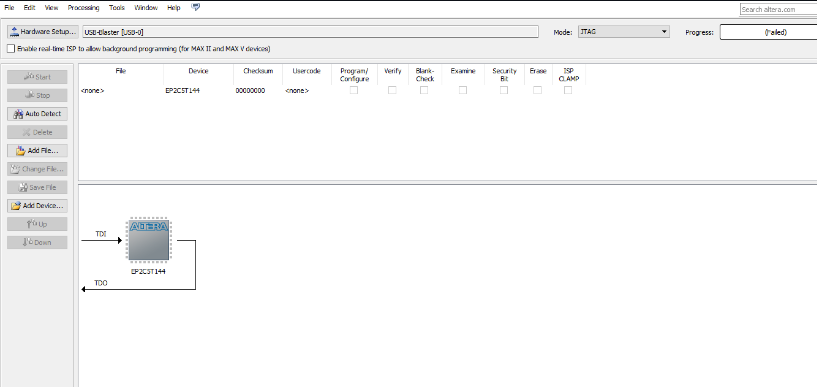 File Edit View Processing Tools Window Help
Search altera.com
Hardware Setup... USB-Blaster [USB-0] Mode: JTAG Progress: (Failed)
Enable real-time ISP to allow background programming (for MAX II and MAX V devices)
Start
Stop
Auto Detect
Delete
Add File...
Change File...
Save File
Add Device...
Up
Down
File Device Checksum Usercode Program/ Verify Blank- Examine Security Erase ISP
Configure Check Bit CLAMP
<none> EP2C5T144 00000000 <none>
TDI
ALTERA
EP2C5T144
TDO